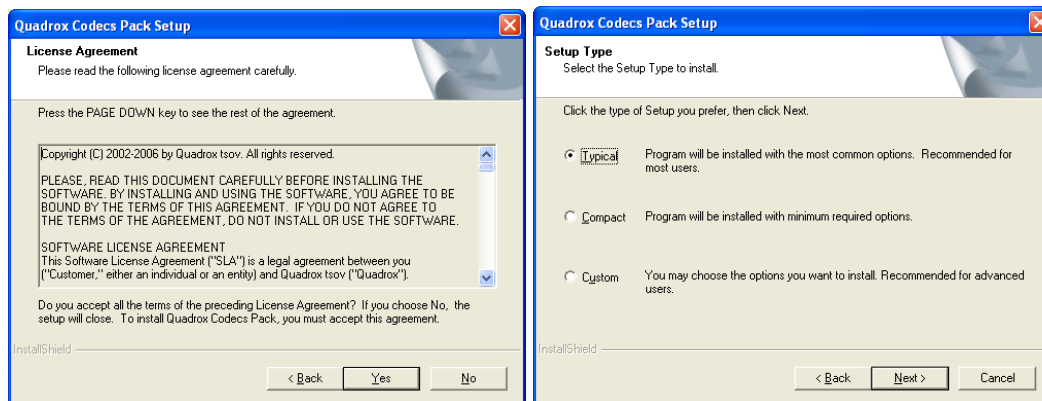 Quadrox Codecs Pack Setup
License Agreement
Please read the following license agreement carefully.
Press the PAGE DOWN key to see the rest of the agreement.
Copyright (C) 2002-2006 by Quadrox tsov. All rights reserved.
PLEASE, READ THIS DOCUMENT CAREFULLY BEFORE INSTALLING THE
SOFTWARE. BY INSTALLING AND USING THE SOFTWARE, YOU AGREE TO BE
BOUND BY THE TERMS OF THIS AGREEMENT. IF YOU DO NOT AGREE TO
THE TERMS OF THE AGREEMENT, DO NOT INSTALL OR USE THE SOFTWARE.
SOFTWARE LICENSE AGREEMENT
This Software License Agreement ("SLA") is a legal agreement between you
("Customer," either an individual or an entity) and Quadrox tsov ("Quadrox").
Do you accept all the terms of the preceding License Agreement? If you choose No, the
setup will close. To install Quadrox Codecs Pack, you must accept this agreement.
InstallShield
< Back Yes No
Quadrox Codecs Pack Setup
Setup Type
Select the Setup Type to install.
Click the type of Setup you prefer, then click Next.
Typical Program will be installed with the most common options. Recommended for
most users.
Compact Program will be installed with minimum required options.
Custom You may choose the options you want to install. Recommended for advanced
users.
InstallShield
< Back Next > Cancel